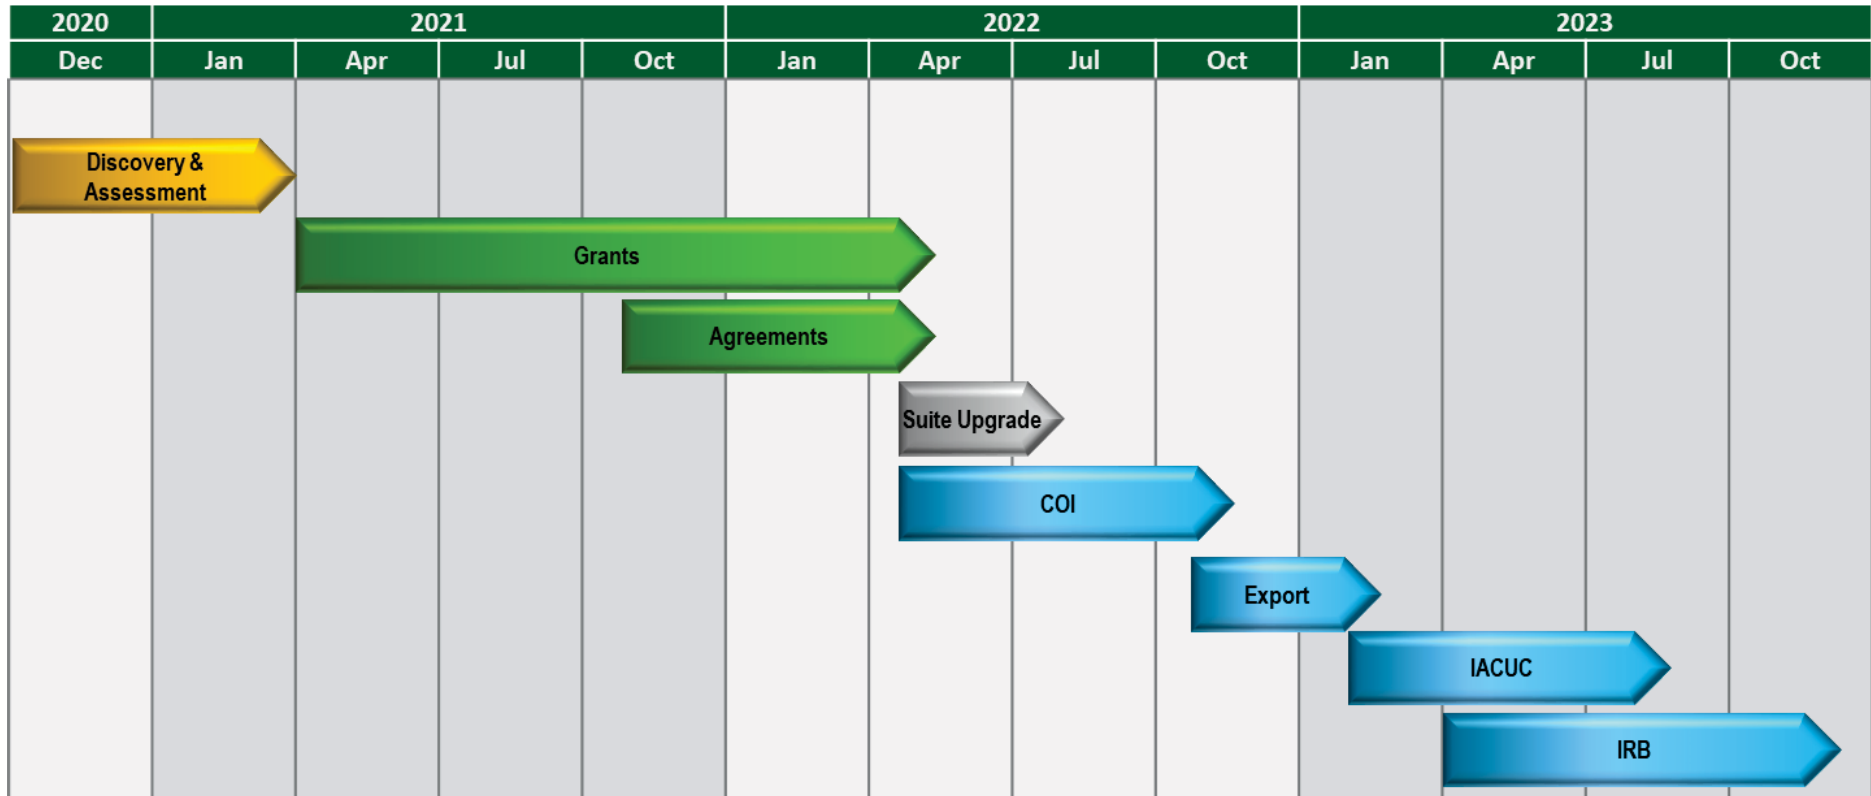 2020 2021 2022 2023
Dec Jan Apr Jul Oct Jan Apr Jul Oct Jan Apr Jul Oct
Discovery &
Assessment
Grants
Agreements
Suite Upgrade
COI
Export
IACUC
IRB